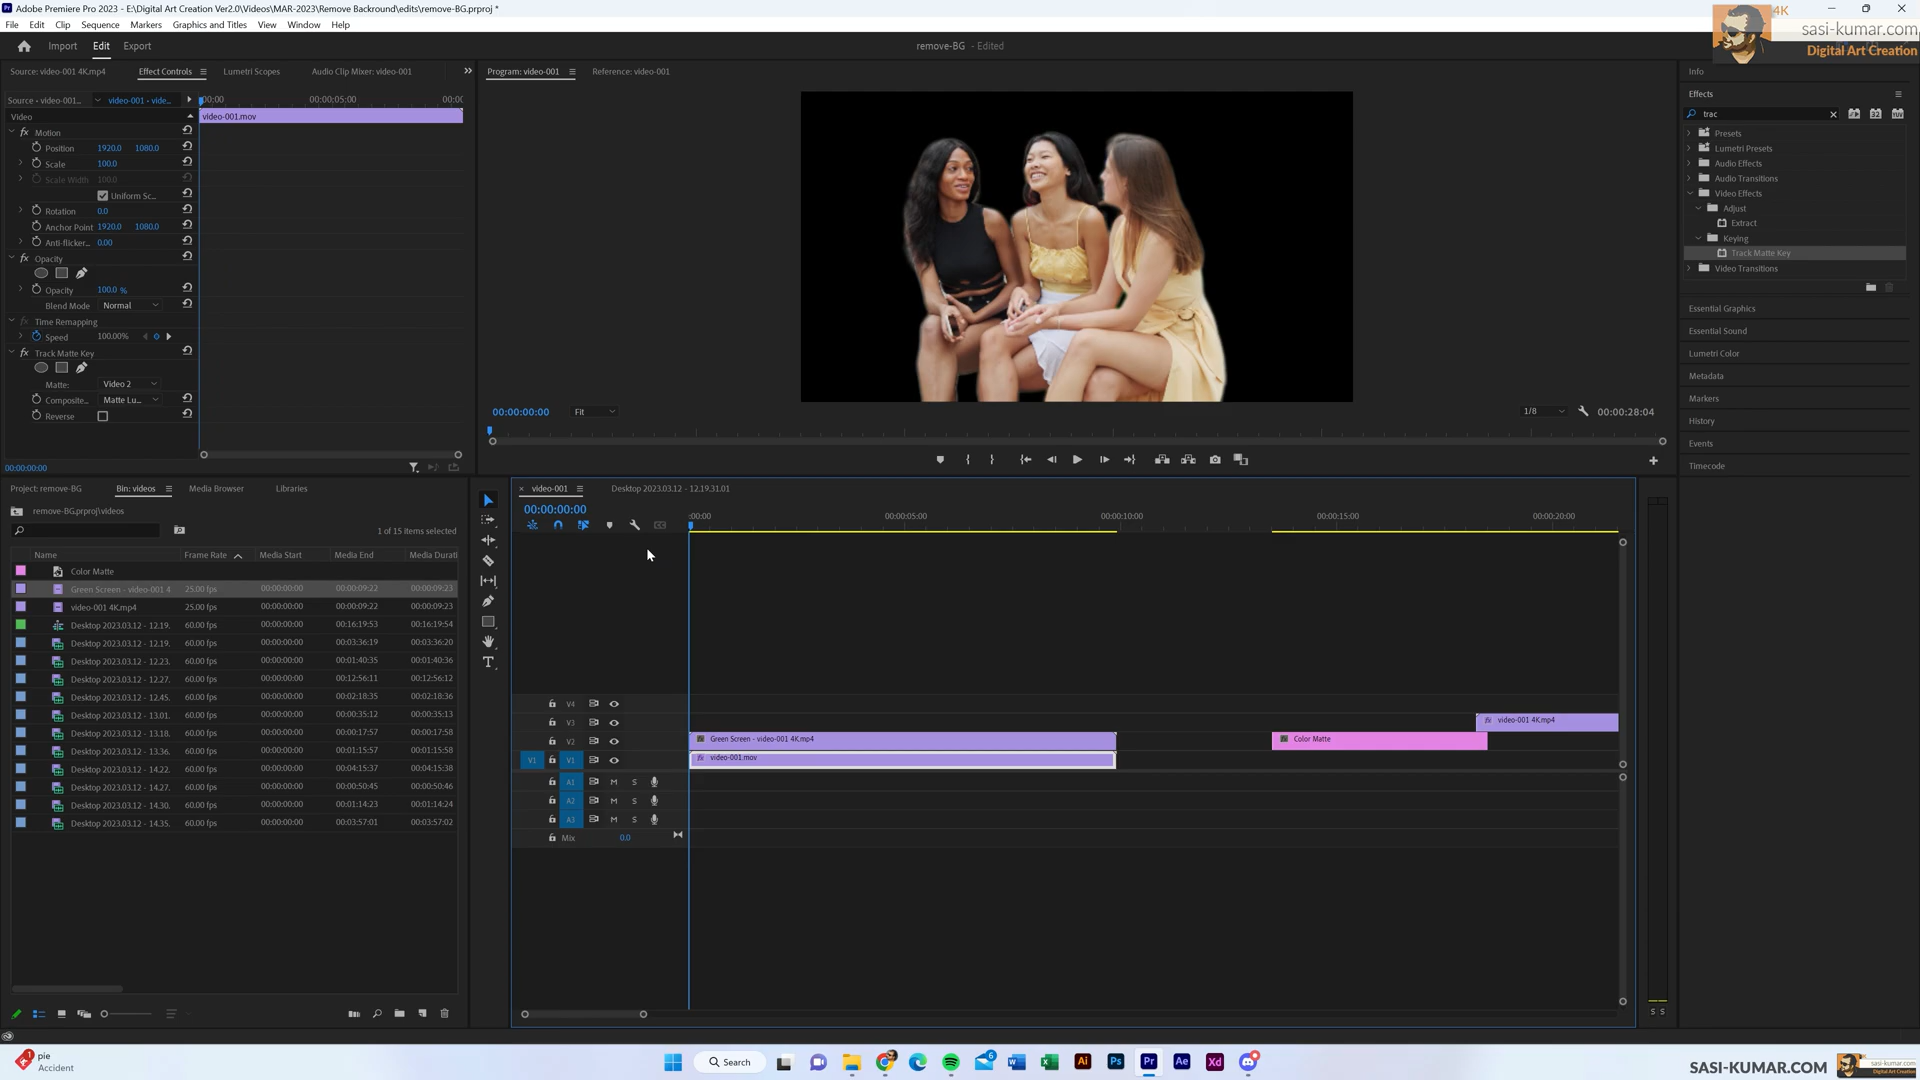 Adobe Premiere Pro 2023 - E:\Digital Art Creation Ver2.0\Videos\MAR-2023\Remove Backround\edits\remove-BG.prproj *
File Edit Clip Sequence Markers Graphics and Titles View Window Help
4K
sasi-kumar.com
Digital Art Creation
Import Edit Export
remove-BG - Edited
Source: video-001 4K.mp4 Effect Controls Lumetri Scopes Audio Clip Mixer: video-001
Program: video-001 Reference: video-001
Info
Source • video-001... video-001 - vide... 00:00 00:00:05:00 00:0(
Effects
Video video-001.mov
trac
Motion
Position 1920.0 1080.0
Scale 100.0
Scale Width 100.0
Uniform Sc...
Rotation 0.0
Anchor Point 1920.0 1080.0
Anti-flicker... 0.00
Opacity
Opacity 100.0 %
Blend Mode Normal
Time Remapping
Speed 100.00%
Track Matte Key
Matte: Video 2
Composite... Matte Lu...
Reverse
00:00:00:00
Presets
Lumetri Presets
Audio Effects
Audio Transitions
Video Effects
Adjust
Extract
Keying
Track Matte Key
Video Transitions
Essential Graphics
Essential Sound
Lumetri Color
Metadata
Markers
History
Events
Timecode
00:00:00:00 Fit 1/8 00:00:28:04
Project: remove-BG Bin: videos Media Browser Libraries
remove-BG.prproj\videos
1 of 15 items selected
Name Frame Rate Media Start Media End Media Durati
Color Matte
Green Screen - video-001 4 25.00 fps 00:00:00:00 00:00:09:22 00:00:09:23
video-001 4K.mp4 25.00 fps 00:00:00:00 00:00:09:22 00:00:09:23
Desktop 2023.03.12 - 12.19. 60.00 fps 00:00:00:00 00:16:19:53 00:16:19:54
Desktop 2023.03.12 - 12.19. 60.00 fps 00:00:00:00 00:03:36:19 00:03:36:20
Desktop 2023.03.12 - 12.23. 60.00 fps 00:00:00:00 00:01:40:35 00:01:40:36
Desktop 2023.03.12 - 12.27. 60.00 fps 00:00:00:00 00:12:56:11 00:12:56:12
Desktop 2023.03.12 - 12.45. 60.00 fps 00:00:00:00 00:02:18:35 00:02:18:36
Desktop 2023.03.12 - 13.01. 60.00 fps 00:00:00:00 00:00:35:12 00:00:35:13
Desktop 2023.03.12 - 13.18. 60.00 fps 00:00:00:00 00:00:17:57 00:00:17:58
Desktop 2023.03.12 - 13.36. 60.00 fps 00:00:00:00 00:01:15:57 00:01:15:58
Desktop 2023.03.12 - 14.22. 60.00 fps 00:00:00:00 00:04:15:37 00:04:15:38
Desktop 2023.03.12 - 14.27. 60.00 fps 00:00:00:00 00:00:50:45 00:00:50:46
Desktop 2023.03.12 - 14.30. 60.00 fps 00:00:00:00 00:01:14:23 00:01:14:24
Desktop 2023.03.12 - 14.35. 60.00 fps 00:00:00:00 00:03:57:01 00:03:57:02
video-001 Desktop 2023.03.12 - 12.19.31.01
00:00:00:00
:00:00 00:00:05:00 00:00:10:00 00:00:15:00 00:00:20:00
V4
V3 video-001 4K.mp4
V2 Green Screen - video-001 4K.mp4 Color Matte
V1 V1 video-001.mov
A1 M S
A2 M S
A3 M S
Mix 0.0
S S
1 pie
Accident
Search
6
Ai Ps Pr Ae Xd
SASI-KUMAR.COM
sasi-kumar.com
Digital Art Creation